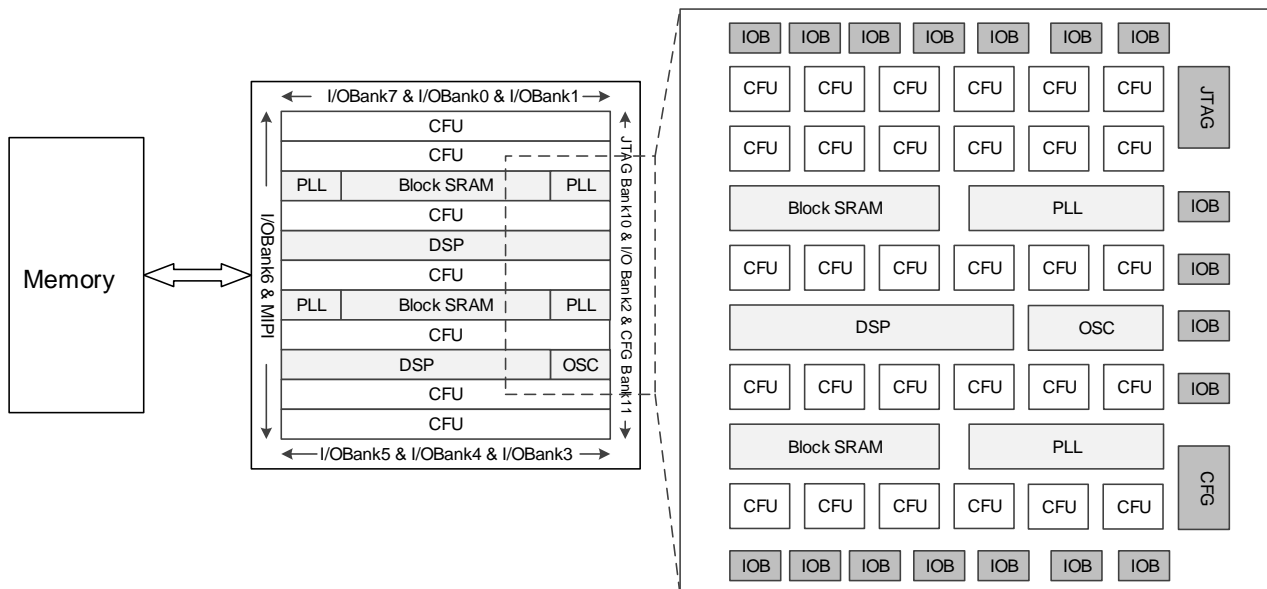 Memory
I/OBank7 & I/OBank0 & I/OBank1
I/OBank6 & MIPI
CFU
CFU
PLL Block SRAM PLL
CFU
DSP
CFU
PLL Block SRAM PLL
CFU
DSP OSC
CFU
CFU
JTAG Bank10 & I/O Bank2 & CFG Bank11
I/OBank5 & I/OBank4 & I/OBank3
IOB IOB IOB IOB IOB IOB IOB
CFU CFU CFU CFU CFU CFU JTAG
CFU CFU CFU CFU CFU CFU
Block SRAM PLL IOB
CFU CFU CFU CFU CFU CFU IOB
DSP OSC IOB
CFU CFU CFU CFU CFU CFU IOB
Block SRAM PLL
CFU CFU CFU CFU CFU CFU CFG
IOB IOB IOB IOB IOB IOB IOB